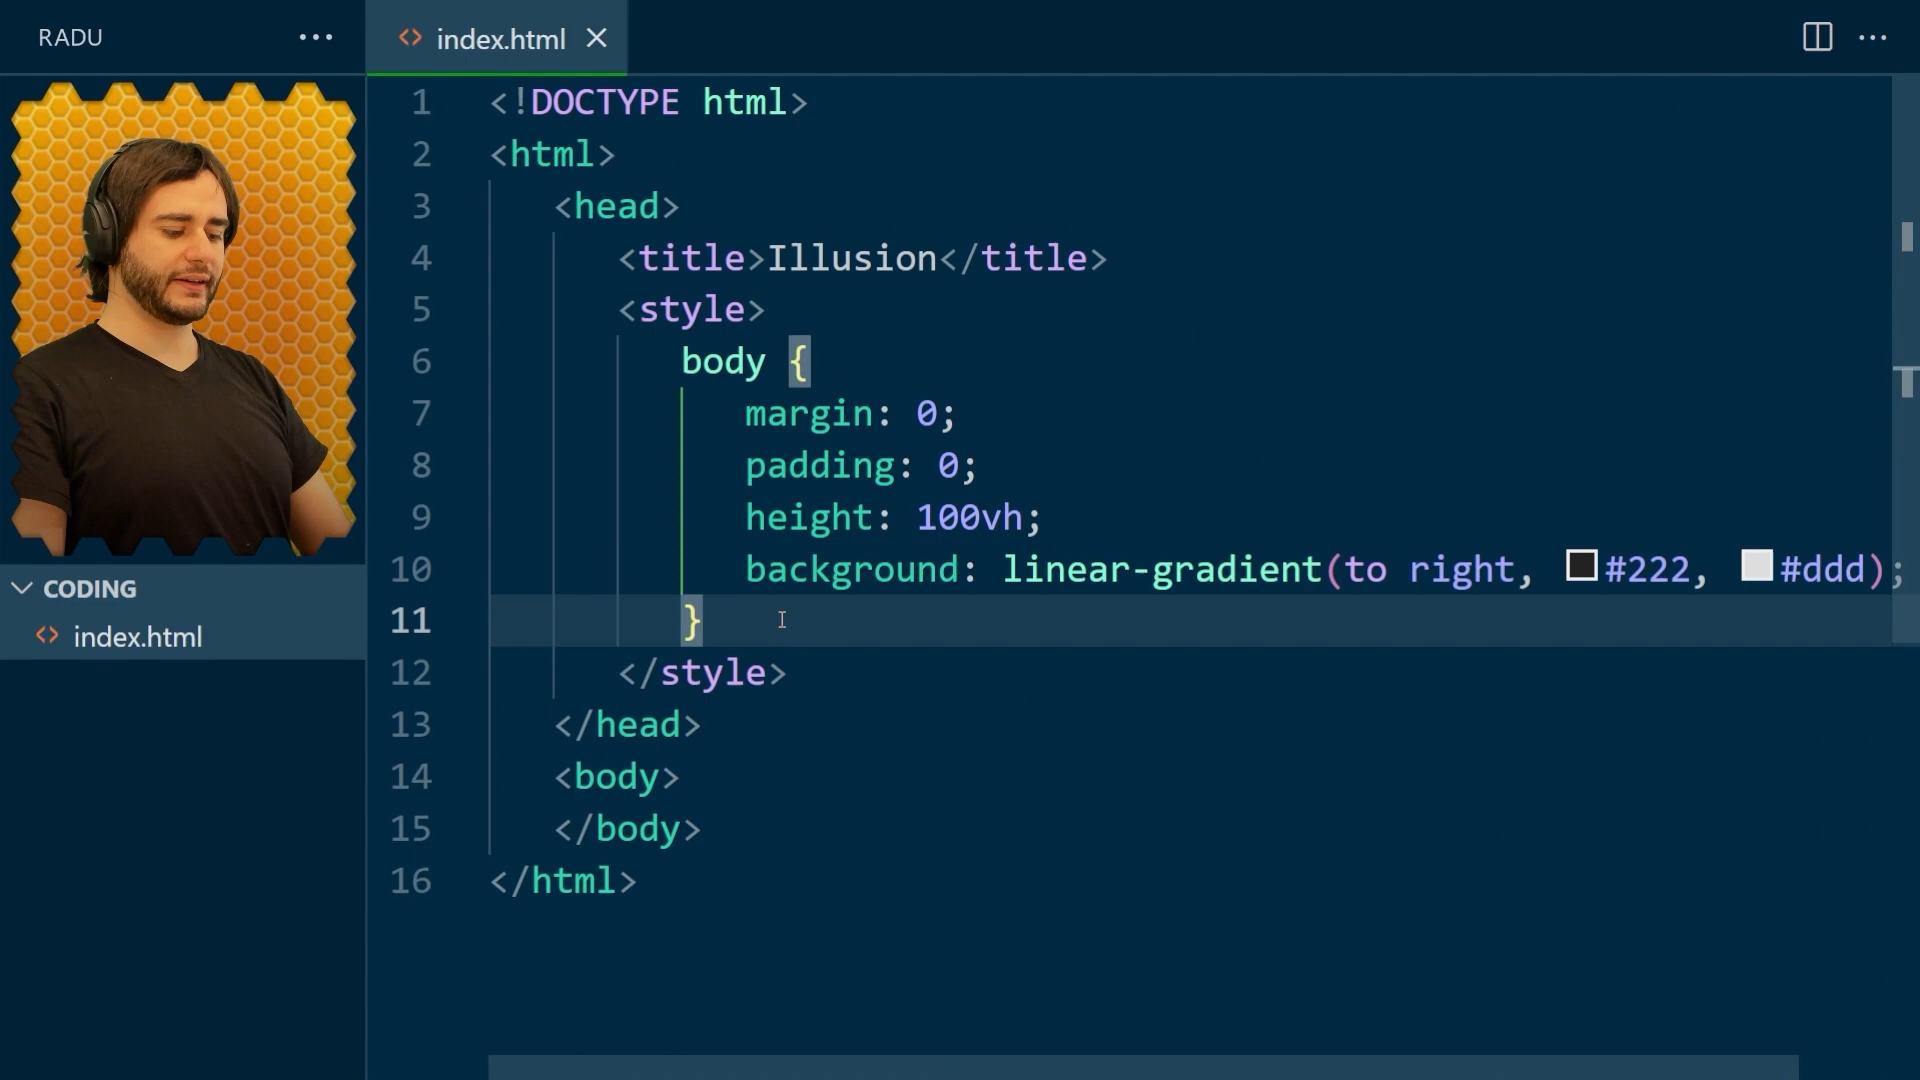 RADU
index.html
1 <!DOCTYPE html>
2 <html>
3 <head>
4 <title>Illusion</title>
5 <style>
6 body {
7 margin: 0;
8 padding: 0;
9 height: 100vh;
10 background: linear-gradient(to right, #222, #ddd);
11 }
12 </style>
13 </head>
14 <body>
15 </body>
16 </html>
CODING
index.html